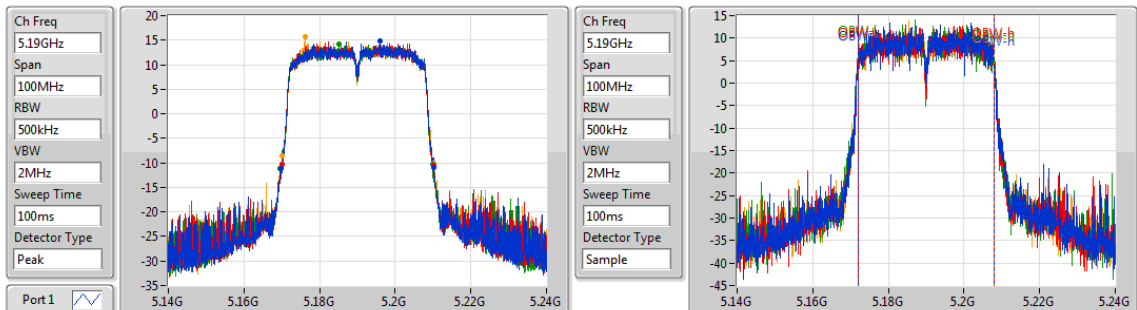 Ch Freq
5.19GHz
Span
100MHz
RBW
500kHz
VBW
2MHz
Sweep Time
100ms
Detector Type
Peak
Port 1
20
15
10
5
0
-5
-10
-15
-20
-25
-30
-35
5.14G 5.16G 5.18G 5.2G 5.22G 5.24G
Ch Freq
5.19GHz
Span
100MHz
RBW
500kHz
VBW
2MHz
Sweep Time
100ms
Detector Type
Sample
15
10
5
0
-5
-10
-15
-20
-25
-30
-35
-40
-45
5.14G 5.16G 5.18G 5.2G 5.22G 5.24G